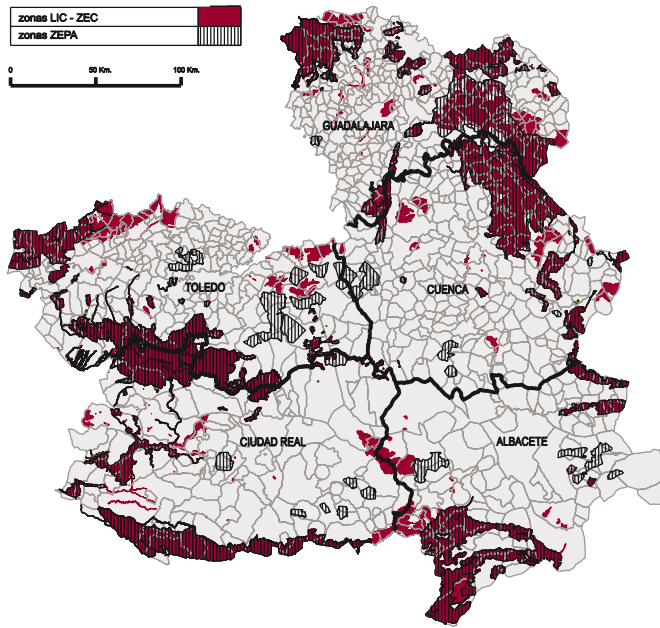 zonas LIC - ZEC
zonas ZEPA
0 50 Km. 100 Km.
GUADALAJARA
TOLEDO
CUENCA
CIUDAD REAL
ALBACETE